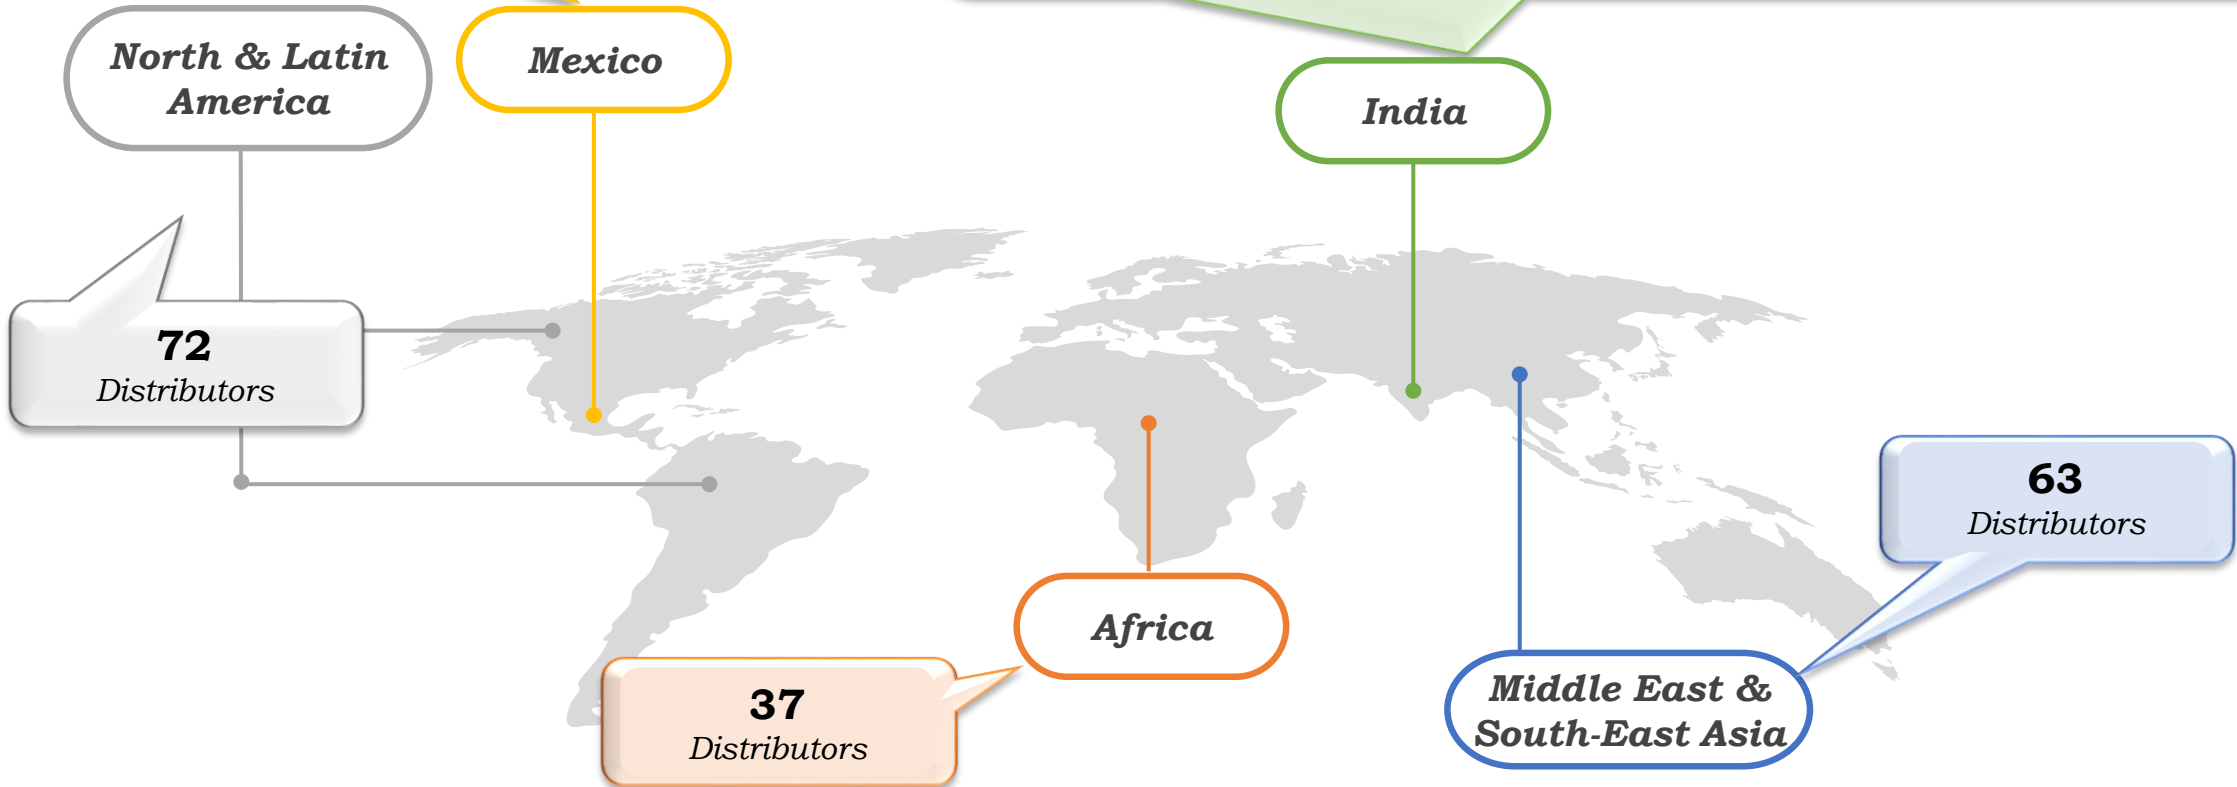 North & Latin
America
Mexico
India
72
Distributors
63
Distributors
Africa
37
Distributors
Middle East &
South-East Asia